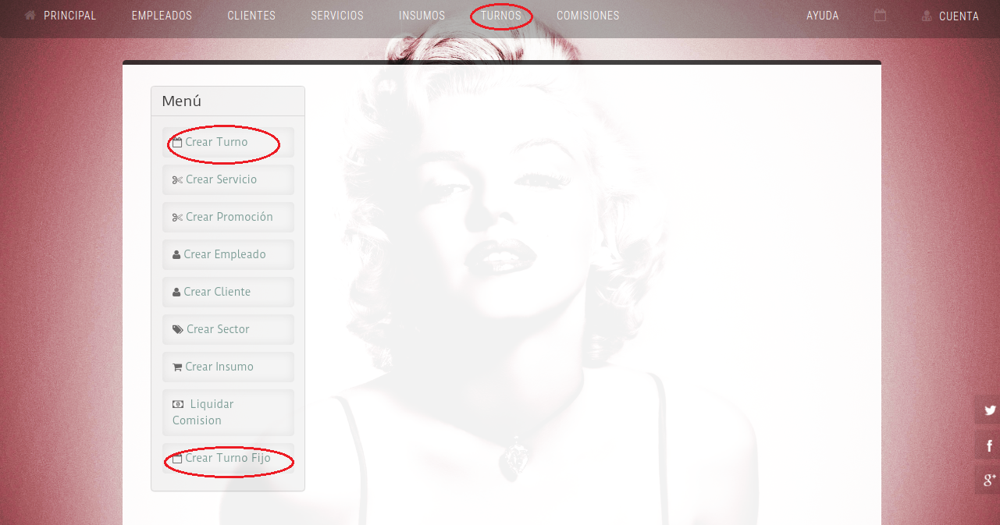 PRINCIPAL EMPLEADOS CLIENTES SERVICIOS INSUMOS TURNOS COMISIONES AYUDA CUENTA
Menú
Crear Turno
Crear Servicio
Crear Promoción
Crear Empleado
Crear Cliente
Crear Sector
Crear Insumo
Liquidar
Comision
Crear Turno Fijo